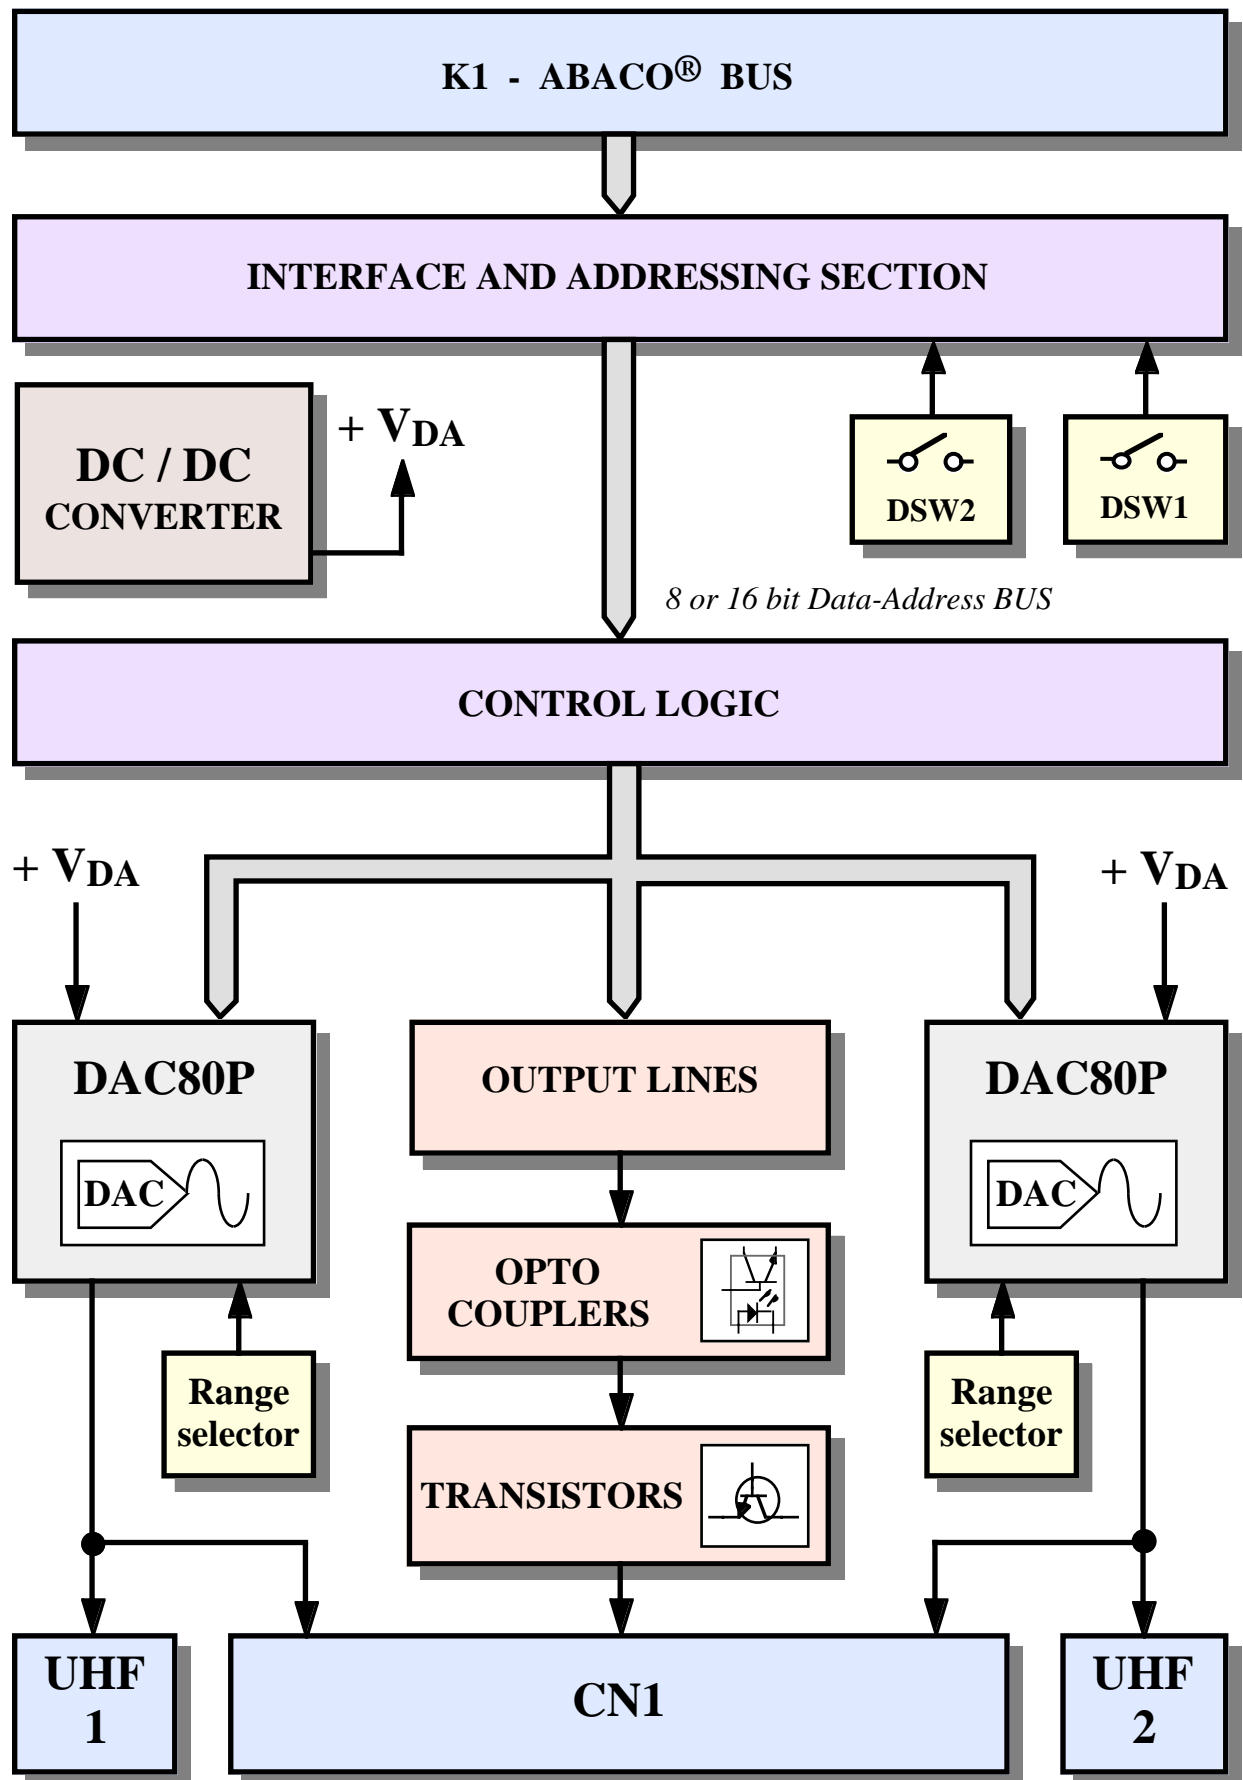 K1 - ABACO® BUS
INTERFACE AND ADDRESSING SECTION
DC / DC
CONVERTER
+ VDA
DSW2
DSW1
8 or 16 bit Data-Address BUS
CONTROL LOGIC
+ VDA
+ VDA
DAC80P
DAC
OUTPUT LINES
DAC80P
DAC
OPTO
COUPLERS
Range
selector
Range
selector
TRANSISTORS
UHF
1
CN1
UHF
2